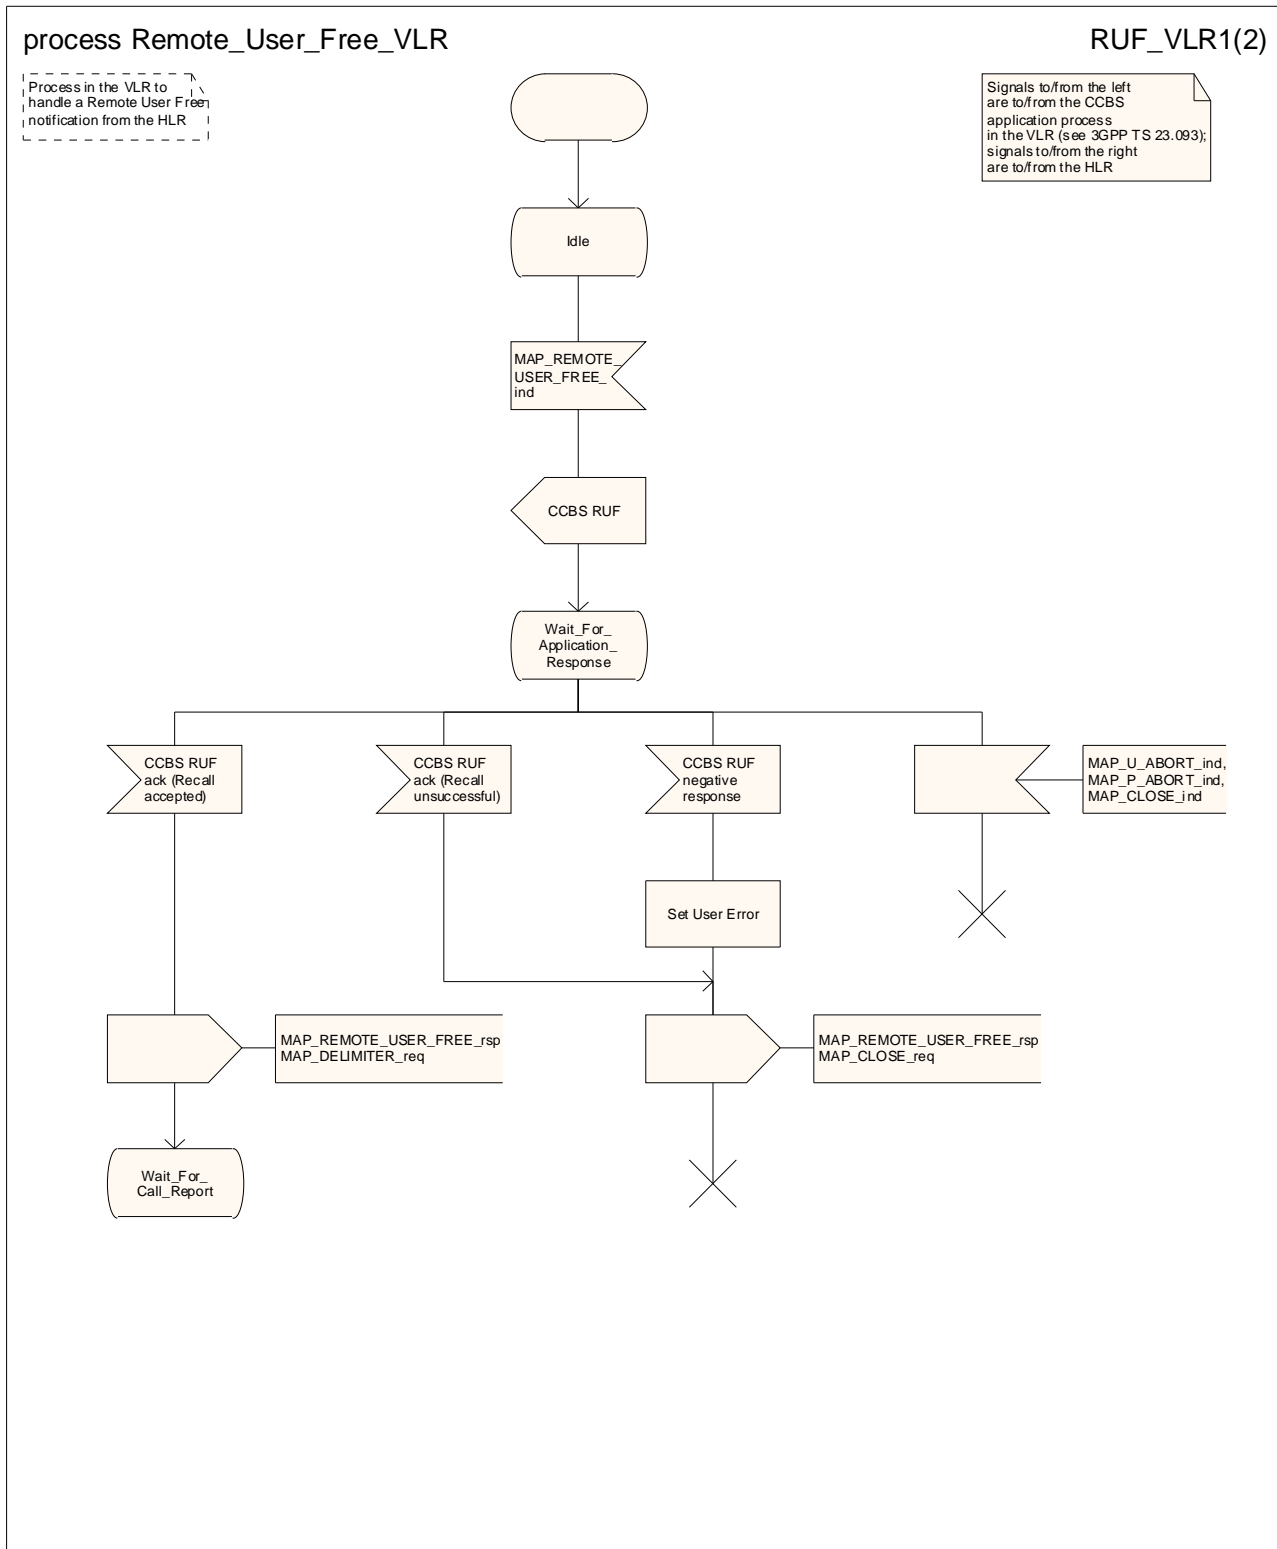 process Remote_User_Free_VLR
RUF_VLR1(2)
Process in the VLR to
handle a Remote User Free
notification from the HLR
Signals to/from the left
are to/from the CCBS
application process
in the VLR (see 3GPP TS 23.093);
signals to/from the right
are to/from the HLR
Idle
MAP_REMOTE_
USER_FREE_
ind
CCBS RUF
Wait_For_
Application_
Response
CCBS RUF
ack (Recall
accepted)
CCBS RUF
ack (Recall
unsuccessful)
CCBS RUF
negative
response
MAP_U_ABORT_ind,
MAP_P_ABORT_ind,
MAP_CLOSE_ind
Set User Error
MAP_REMOTE_USER_FREE_rsp
MAP_DELIMITER_req
MAP_REMOTE_USER_FREE_rsp
MAP_CLOSE_req
Wait_For_
Call_Report